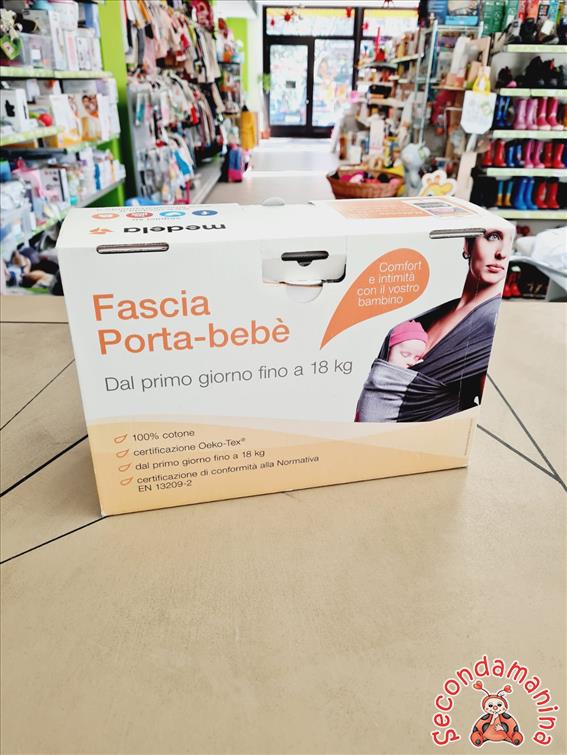 medela
Fascia
Porta-bebè
Dal primo giorno fino a 18 kg
Comfort
e intimità
con il vostro
bambino
100% cotone
certificazione Oeko-Tex®
dal primo giorno fino a 18 kg
certificazione di conformità alla Normativa
EN 13209-2
Secondamanina